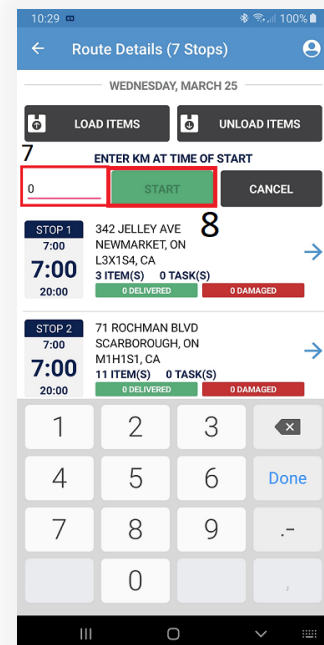 10:29 100%
Route Details (7 Stops)
WEDNESDAY, MARCH 25
LOAD ITEMS UNLOAD ITEMS
7
ENTER KM AT TIME OF START
0 START CANCEL
8
STOP 1
7:00
7:00
20:00
342 JELLEY AVE
NEWMARKET, ON
L3X1S4, CA
3 ITEM(S) 0 TASK(S)
0 DELIVERED 0 DAMAGED
STOP 2
7:00
7:00
20:00
71 ROCHMAN BLVD
SCARBOROUGH, ON
M1H1S1, CA
11 ITEM(S) 0 TASK(S)
0 DELIVERED 0 DAMAGED
1 2 3
4 5 6 Done
7 8 9 .-
0 ,